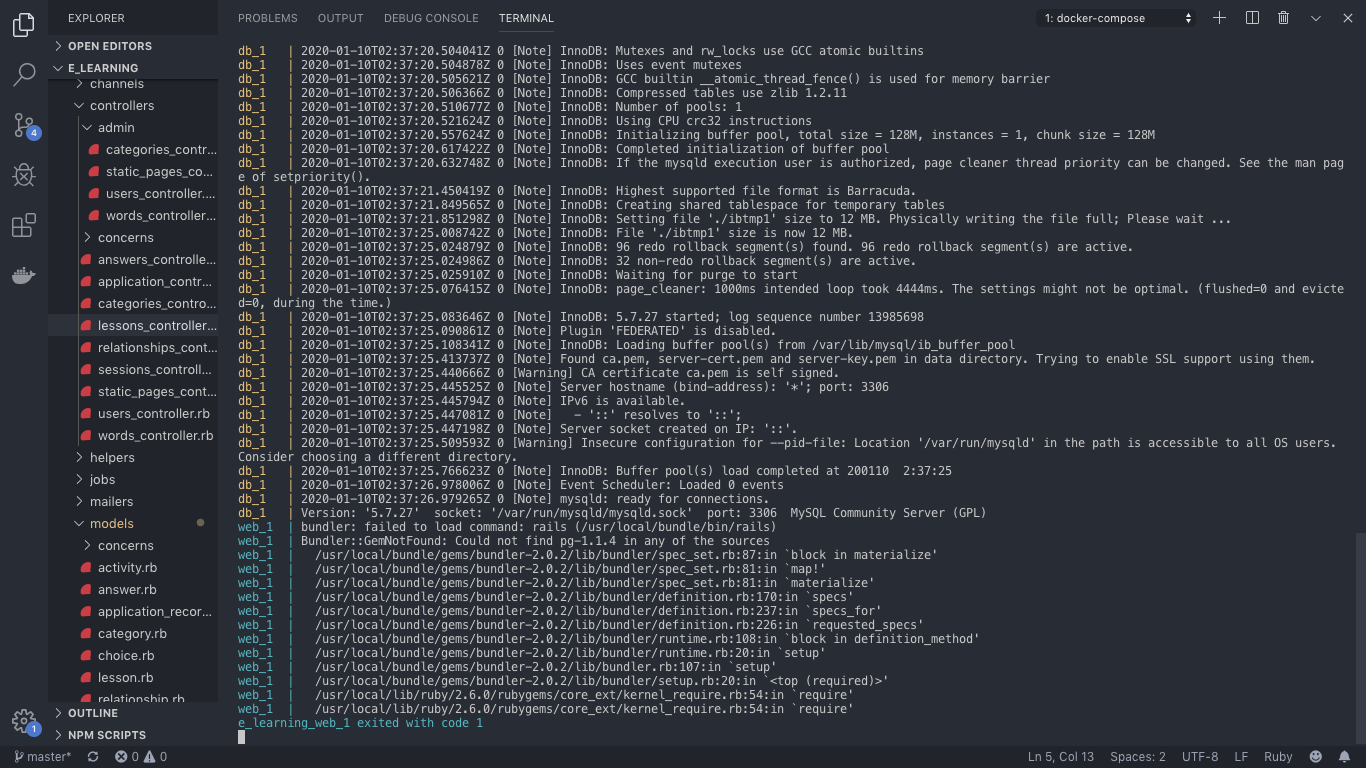 EXPLORER
OPEN EDITORS
E_LEARNING
channels
controllers
admin
categories_contr...
static_pages_co...
users_controller....
words_controller...
concerns
answers_controlle...
application_contr...
categories_contro...
lessons_controller...
relationships_cont...
sessions_controll...
static_pages_cont...
users_controller.rb
words_controller.rb
helpers
jobs
mailers
models
concerns
activity.rb
answer.rb
application_recor...
category.rb
choice.rb
lesson.rb
relationship.rb
OUTLINE
NPM SCRIPTS
4
1
PROBLEMS OUTPUT DEBUG CONSOLE TERMINAL
1: docker-compose
db_1 | 2020-01-10T02:37:20.504041Z 0 [Note] InnoDB: Mutexes and rw_locks use GCC atomic builtins
db_1 | 2020-01-10T02:37:20.504878Z 0 [Note] InnoDB: Uses event mutexes
db_1 | 2020-01-10T02:37:20.505621Z 0 [Note] InnoDB: GCC builtin __atomic_thread_fence() is used for memory barrier
db_1 | 2020-01-10T02:37:20.506366Z 0 [Note] InnoDB: Compressed tables use zlib 1.2.11
db_1 | 2020-01-10T02:37:20.510677Z 0 [Note] InnoDB: Number of pools: 1
db_1 | 2020-01-10T02:37:20.521624Z 0 [Note] InnoDB: Using CPU crc32 instructions
db_1 | 2020-01-10T02:37:20.557524Z 0 [Note] InnoDB: Initializing buffer pool, total size = 128M, instances = 1, chunk size = 128M
db_1 | 2020-01-10T02:37:20.617422Z 0 [Note] InnoDB: Completed initialization of buffer pool
db_1 | 2020-01-10T02:37:20.632748Z 0 [Note] InnoDB: If the mysqld execution user is authorized, page cleaner thread priority can be changed. See the man pag
e of setpriority().
db_1 | 2020-01-10T02:37:21.450419Z 0 [Note] InnoDB: Highest supported file format is Barracuda.
db_1 | 2020-01-10T02:37:21.849565Z 0 [Note] InnoDB: Creating shared tablespace for temporary tables
db_1 | 2020-01-10T02:37:21.851298Z 0 [Note] InnoDB: Setting file './ibtmp1' size to 12 MB. Physically writing the file full; Please wait ...
db_1 | 2020-01-10T02:37:25.008742Z 0 [Note] InnoDB: File './ibtmp1' size is now 12 MB.
db_1 | 2020-01-10T02:37:25.024879Z 0 [Note] InnoDB: 96 redo rollback segment(s) found. 96 redo rollback segment(s) are active.
db_1 | 2020-01-10T02:37:25.024986Z 0 [Note] InnoDB: 32 non-redo rollback segment(s) are active.
db_1 | 2020-01-10T02:37:25.025910Z 0 [Note] InnoDB: Waiting for purge to start
db_1 | 2020-01-10T02:37:25.076415Z 0 [Note] InnoDB: page_cleaner: 1000ms intended loop took 4444ms. The settings might not be optimal. (flushed=0 and evicte
d=0, during the time.)
db_1 | 2020-01-10T02:37:25.083646Z 0 [Note] InnoDB: 5.7.27 started; log sequence number 13985698
db_1 | 2020-01-10T02:37:25.090861Z 0 [Note] Plugin 'FEDERATED' is disabled.
db_1 | 2020-01-10T02:37:25.108341Z 0 [Note] InnoDB: Loading buffer pool(s) from /var/lib/mysql/ib_buffer_pool
db_1 | 2020-01-10T02:37:25.413737Z 0 [Note] Found ca.pem, server-cert.pem and server-key.pem in data directory. Trying to enable SSL support using them.
db_1 | 2020-01-10T02:37:25.440666Z 0 [Warning] CA certificate ca.pem is self signed.
db_1 | 2020-01-10T02:37:25.445525Z 0 [Note] Server hostname (bind-address): '*'; port: 3306
db_1 | 2020-01-10T02:37:25.445794Z 0 [Note] IPv6 is available.
db_1 | 2020-01-10T02:37:25.447081Z 0 [Note]   - '::' resolves to '::';
db_1 | 2020-01-10T02:37:25.447198Z 0 [Note] Server socket created on IP: '::'.
db_1 | 2020-01-10T02:37:25.509593Z 0 [Warning] Insecure configuration for --pid-file: Location '/var/run/mysqld' in the path is accessible to all OS users.
Consider choosing a different directory.
db_1 | 2020-01-10T02:37:25.766623Z 0 [Note] InnoDB: Buffer pool(s) load completed at 200110  2:37:25
db_1 | 2020-01-10T02:37:26.978006Z 0 [Note] Event Scheduler: Loaded 0 events
db_1 | 2020-01-10T02:37:26.979265Z 0 [Note] mysqld: ready for connections.
db_1 | Version: '5.7.27'  socket: '/var/run/mysqld/mysqld.sock'  port: 3306  MySQL Community Server (GPL)
web_1 | bundler: failed to load command: rails (/usr/local/bundle/bin/rails)
web_1 | Bundler::GemNotFound: Could not find pg-1.1.4 in any of the sources
web_1 |   /usr/local/bundle/gems/bundler-2.0.2/lib/bundler/spec_set.rb:87:in `block in materialize'
web_1 |   /usr/local/bundle/gems/bundler-2.0.2/lib/bundler/spec_set.rb:81:in `map!'
web_1 |   /usr/local/bundle/gems/bundler-2.0.2/lib/bundler/spec_set.rb:81:in `materialize'
web_1 |   /usr/local/bundle/gems/bundler-2.0.2/lib/bundler/definition.rb:170:in `specs'
web_1 |   /usr/local/bundle/gems/bundler-2.0.2/lib/bundler/definition.rb:237:in `specs_for'
web_1 |   /usr/local/bundle/gems/bundler-2.0.2/lib/bundler/definition.rb:226:in `requested_specs'
web_1 |   /usr/local/bundle/gems/bundler-2.0.2/lib/bundler/runtime.rb:108:in `block in definition_method'
web_1 |   /usr/local/bundle/gems/bundler-2.0.2/lib/bundler/runtime.rb:20:in `setup'
web_1 |   /usr/local/bundle/gems/bundler-2.0.2/lib/bundler.rb:107:in `setup'
web_1 |   /usr/local/bundle/gems/bundler-2.0.2/lib/bundler/setup.rb:20:in `<top (required)>'
web_1 |   /usr/local/lib/ruby/2.6.0/rubygems/core_ext/kernel_require.rb:54:in `require'
web_1 |   /usr/local/lib/ruby/2.6.0/rubygems/core_ext/kernel_require.rb:54:in `require'
e_learning_web_1 exited with code 1
master* 0 0 Ln 5, Col 13 Spaces: 2 UTF-8 LF Ruby